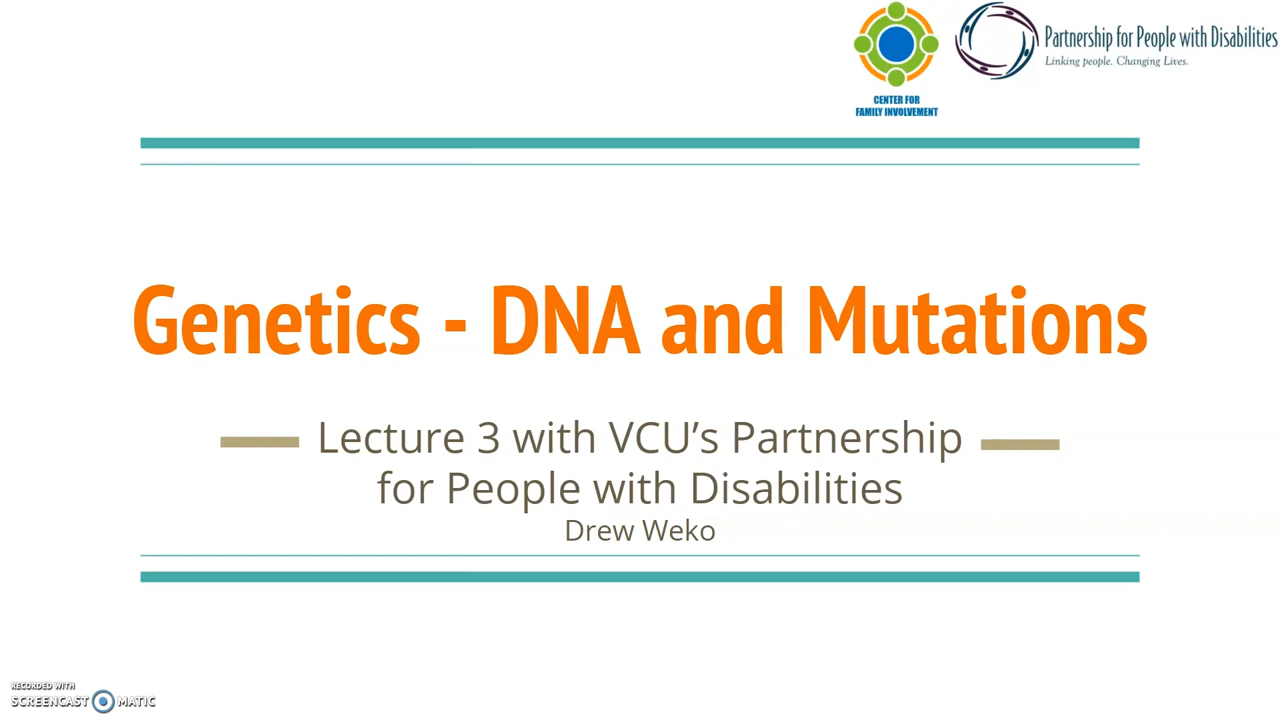 CENTER FOR
FAMILY INVOLVEMENT
Partnership for People with Disabilities
Linking people. Changing Lives.
Genetics - DNA and Mutations
Lecture 3 with VCU’s Partnership
for People with Disabilities
Drew Weko
RECORDED WITH
SCREENCAST MATIC